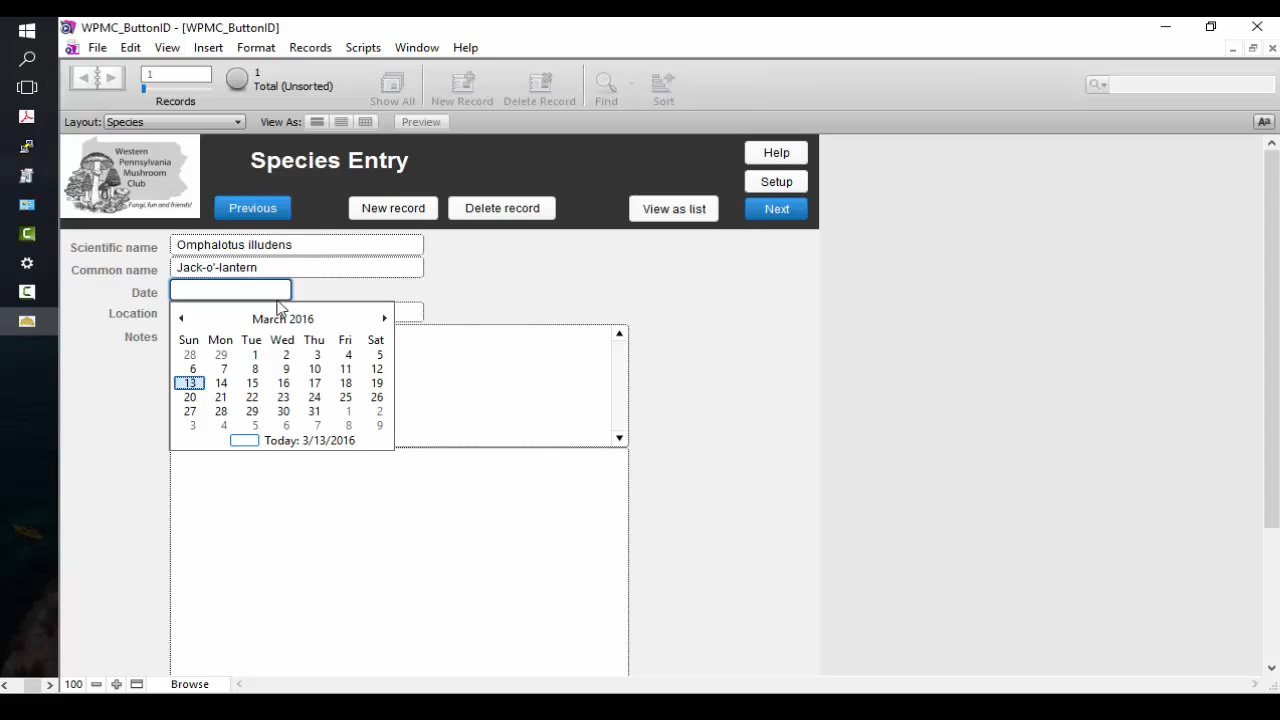 WPMC_ButtonID - [WPMC_ButtonID]
File Edit View Insert Format Records Scripts Window Help
1
Records
1
Total (Unsorted)
Show All
New Record
Delete Record
Find
Sort
Layout: Species
View As:
Preview
Aa
Western
Pennsylvania
Mushroom
Club
Fungi, fun and friends!
Species Entry
Help
Setup
Previous
New record
Delete record
View as list
Next
Scientific name Omphalotus illudens
Common name Jack-o'-lantern
Date
Location
Notes
March 2016
Sun Mon Tue Wed Thu Fri Sat
28 29 1 2 3 4 5
6 7 8 9 10 11 12
13 14 15 16 17 18 19
20 21 22 23 24 25 26
27 28 29 30 31 1 2
3 4 5 6 7 8 9
Today: 3/13/2016
100
Browse